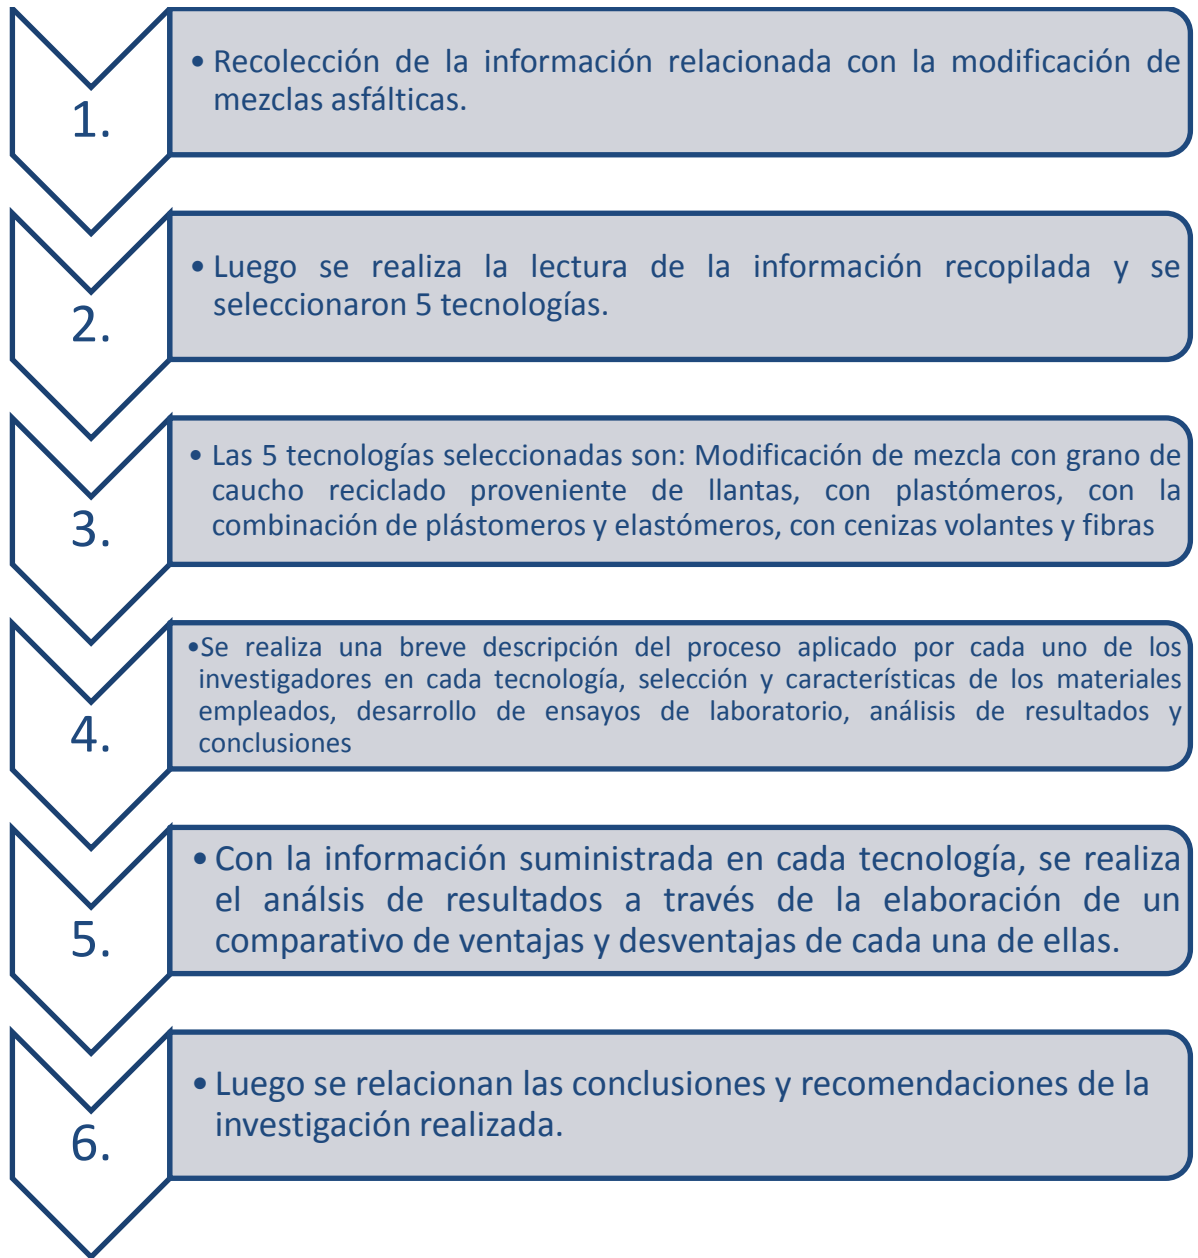 1.
• Recolección de la información relacionada con la modificación de
mezclas asfálticas.
2.
• Luego se realiza la lectura de la información recopilada y se
seleccionaron 5 tecnologías.
3.
• Las 5 tecnologías seleccionadas son: Modificación de mezcla con grano de
caucho reciclado proveniente de llantas, con plastómeros, con la
combinación de plástomeros y elastómeros, con cenizas volantes y fibras
4.
•Se realiza una breve descripción del proceso aplicado por cada uno de los
investigadores en cada tecnología, selección y características de los materiales
empleados, desarrollo de ensayos de laboratorio, análisis de resultados y
conclusiones
5.
• Con la información suministrada en cada tecnología, se realiza
el análsis de resultados a través de la elaboración de un
comparativo de ventajas y desventajas de cada una de ellas.
6.
• Luego se relacionan las conclusiones y recomendaciones de la
investigación realizada.